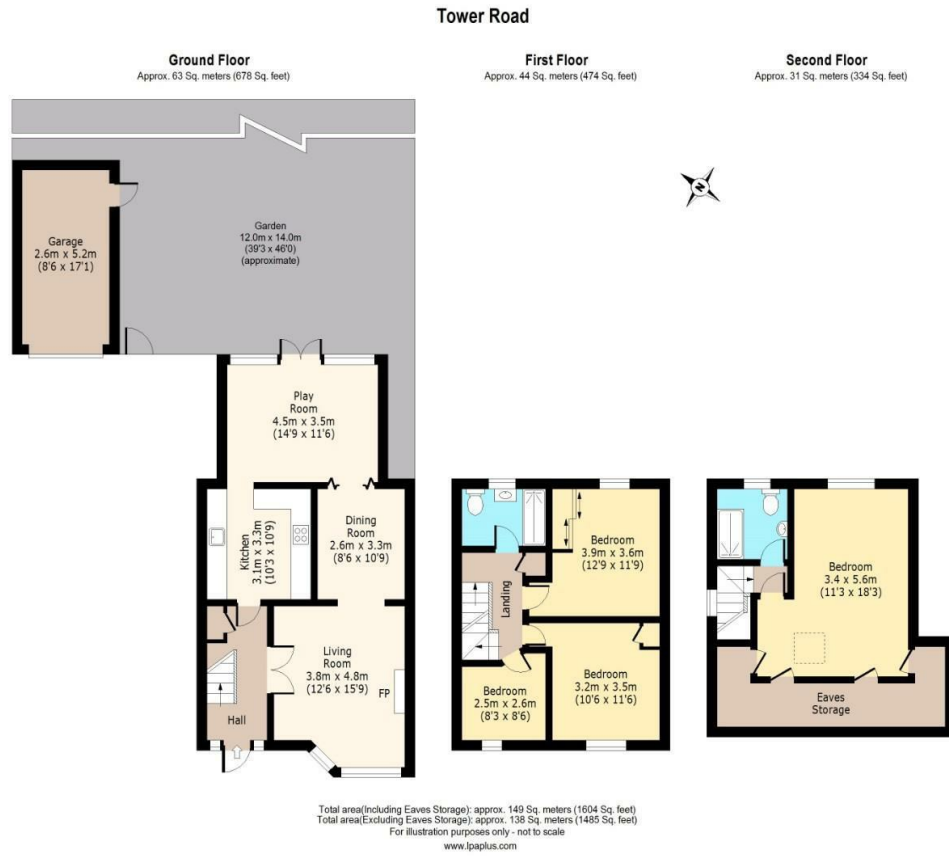 Tower Road
Ground Floor
Approx. 63 Sq. meters (678 Sq. feet)
First Floor
Approx. 44 Sq. meters (474 Sq. feet)
Second Floor
Approx. 31 Sq. meters (334 Sq. feet)
N
Garage
2.6m x 5.2m
(8'6 x 17'1)
Garden
12.0m x 14.0m
(39'3 x 46'0)
(approximate)
Play
Room
4.5m x 3.5m
(14'9 x 11'6)
Kitchen
3.1m x 3.3m
(10'3 x 10'9)
Dining
Room
2.6m x 3.3m
(8'6 x 10'9)
Living
Room
3.8m x 4.8m
(12'6 x 15'9)
FP
Hall
Bedroom
3.9m x 3.6m
(12'9 x 11'9)
Landing
Bedroom
2.5m x 2.6m
(8'3 x 8'6)
Bedroom
3.2m x 3.5m
(10'6 x 11'6)
Bedroom
3.4 x 5.6m
(11'3 x 18'3)
Eaves
Storage
Total area(Including Eaves Storage): approx. 149 Sq. meters (1604 Sq. feet)
Total area(Excluding Eaves Storage): approx. 138 Sq. meters (1485 Sq. feet)
For illustration purposes only - not to scale
www.lpaplus.com